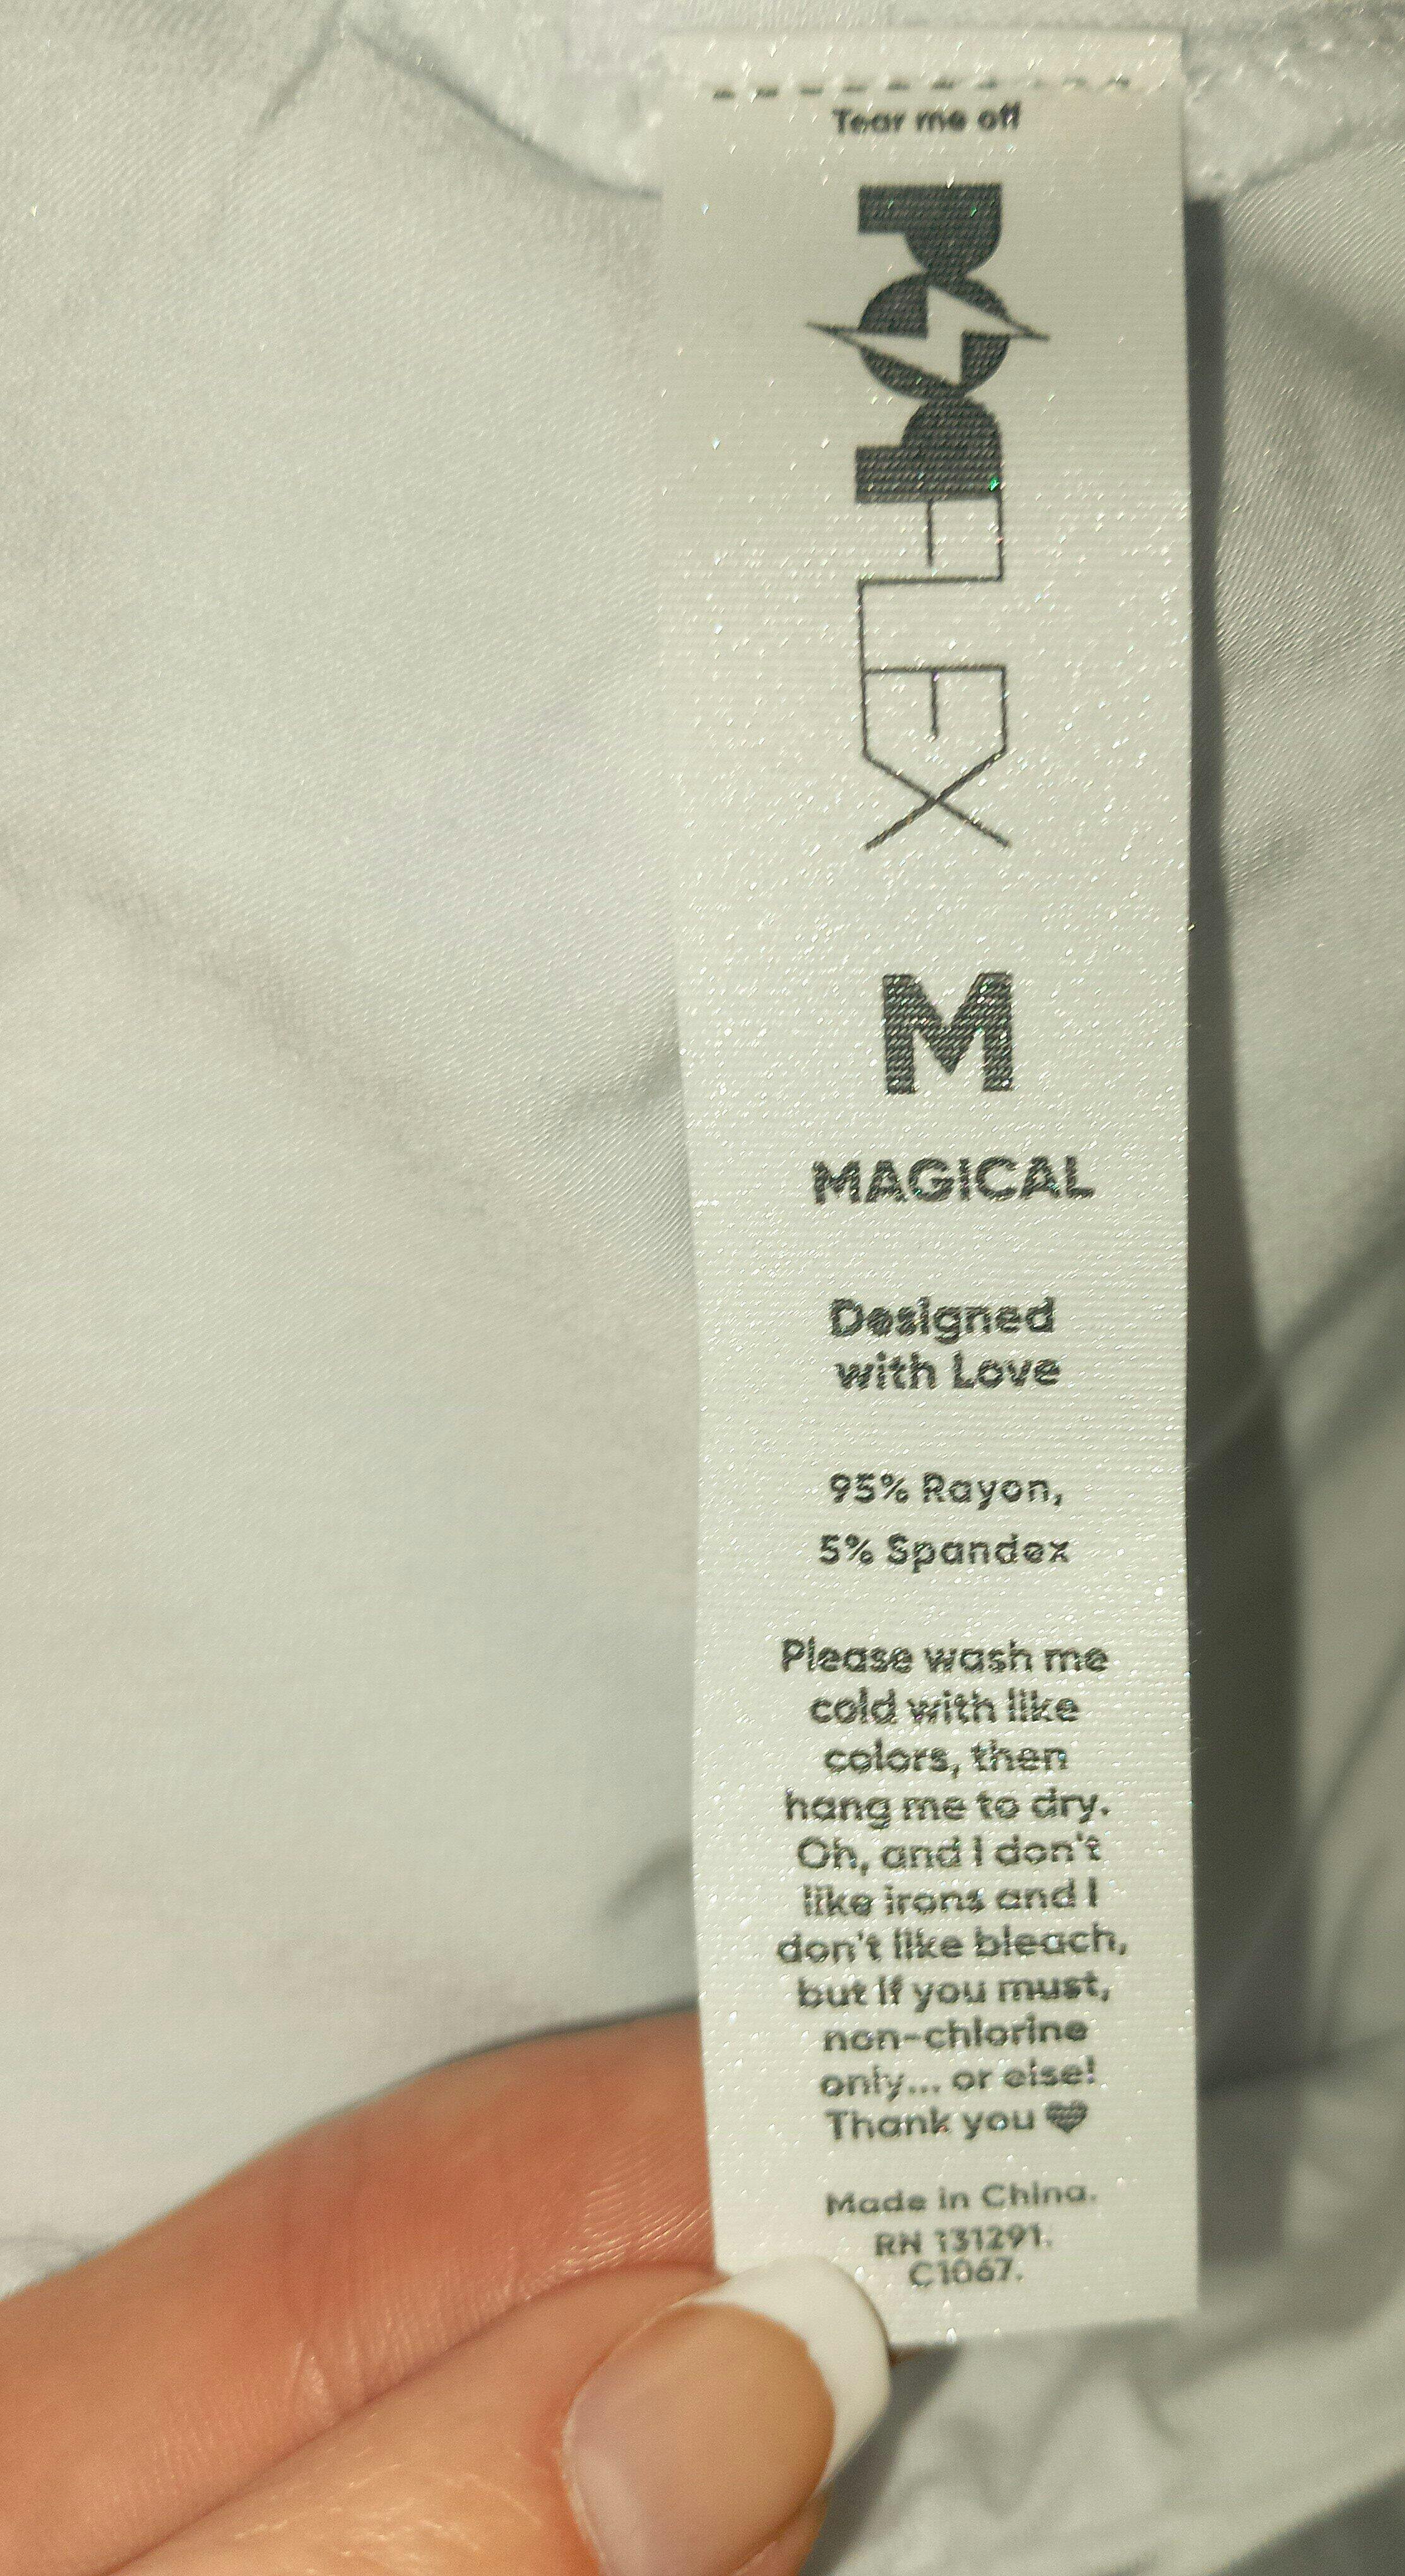 Tear me off
POPFLEX
M
MAGICAL
Designed
with Love
95% Rayon,
5% Spandex
Please wash me
cold with like
colors, then
hang me to dry.
Oh, and I don't
like irons and I
don't like bleach,
but if you must,
non-chlorine
only... or else!
Thank you ♥
Made in China.
RN 131291.
C1067.